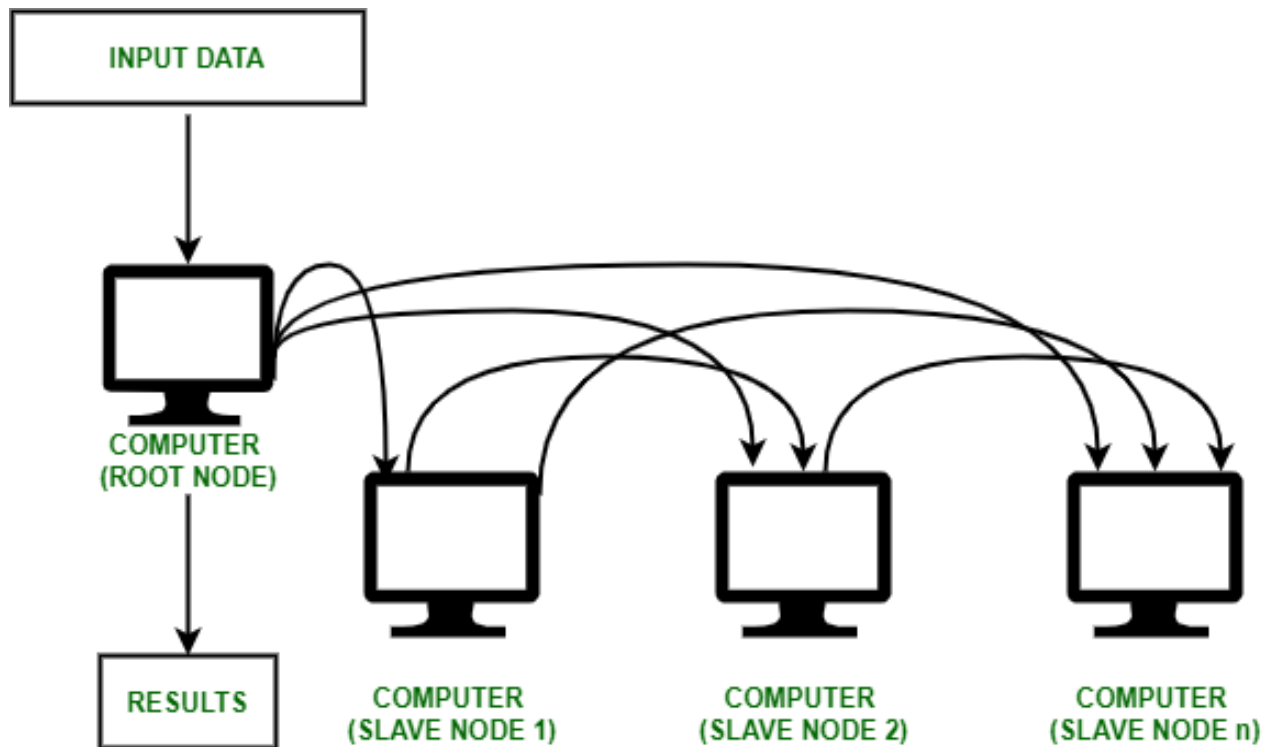 INPUT DATA
COMPUTER
(ROOT NODE)
RESULTS
COMPUTER
(SLAVE NODE 1)
COMPUTER
(SLAVE NODE 2)
COMPUTER
(SLAVE NODE n)